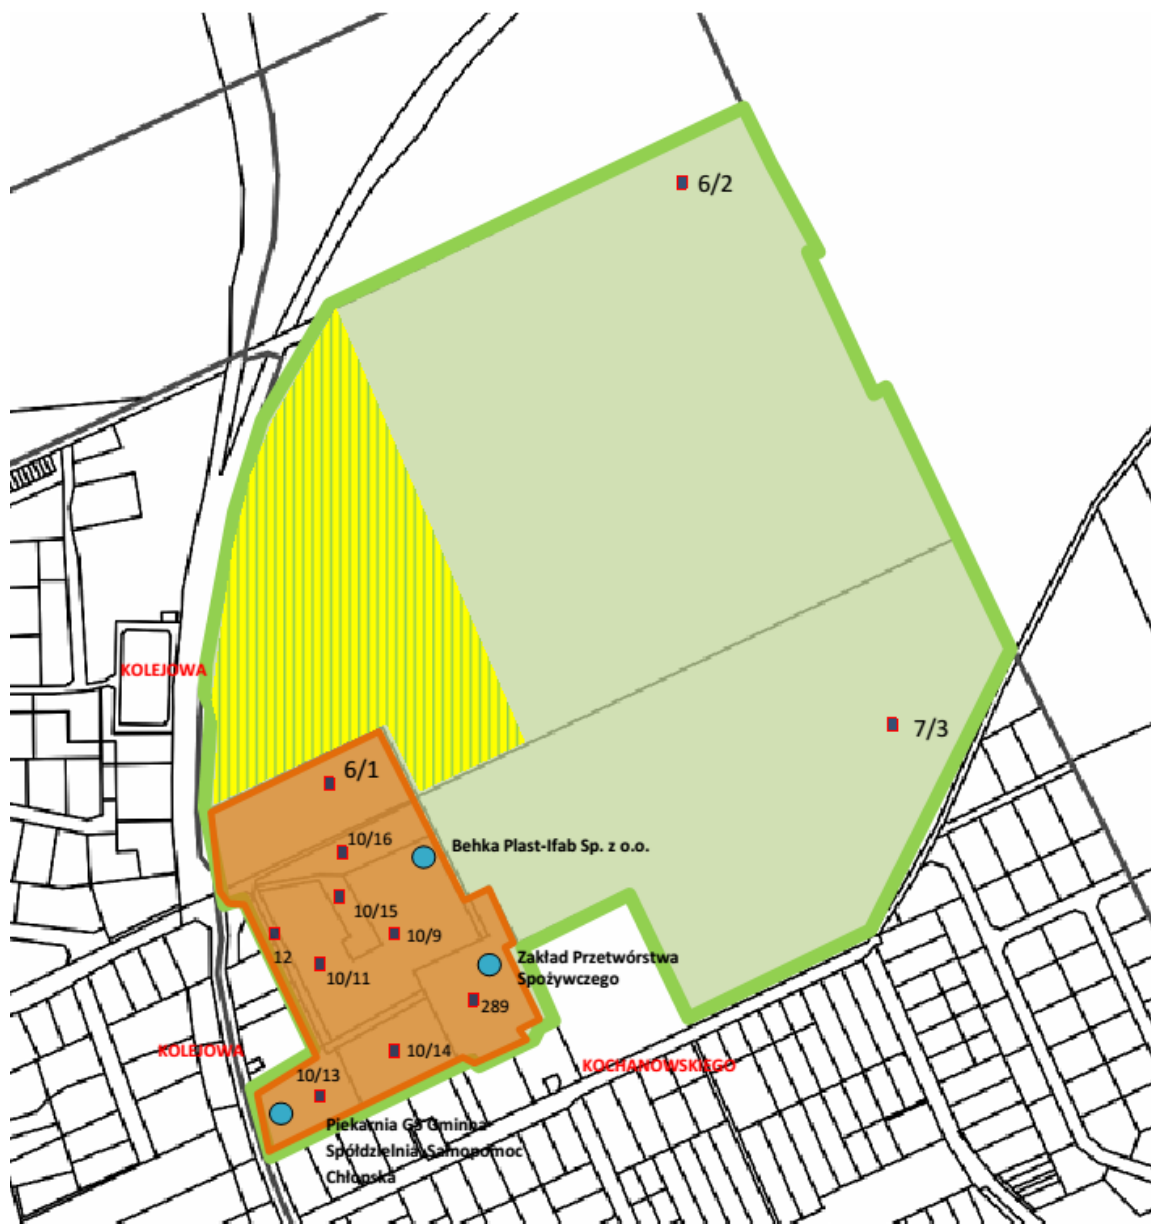 6/2
KOLEJOWA
7/3
6/1
10/16
Behka Plast-Ifab Sp. z o.o.
10/15
10/9
12
10/11
Zakład Przetwórstwa
Spożywczego
289
KOLEJOWA
10/14
KOCHANOWSKIEGO
10/13
Piekarnia GS Gminna
Spółdzielnia Samopomoc
Chłopska